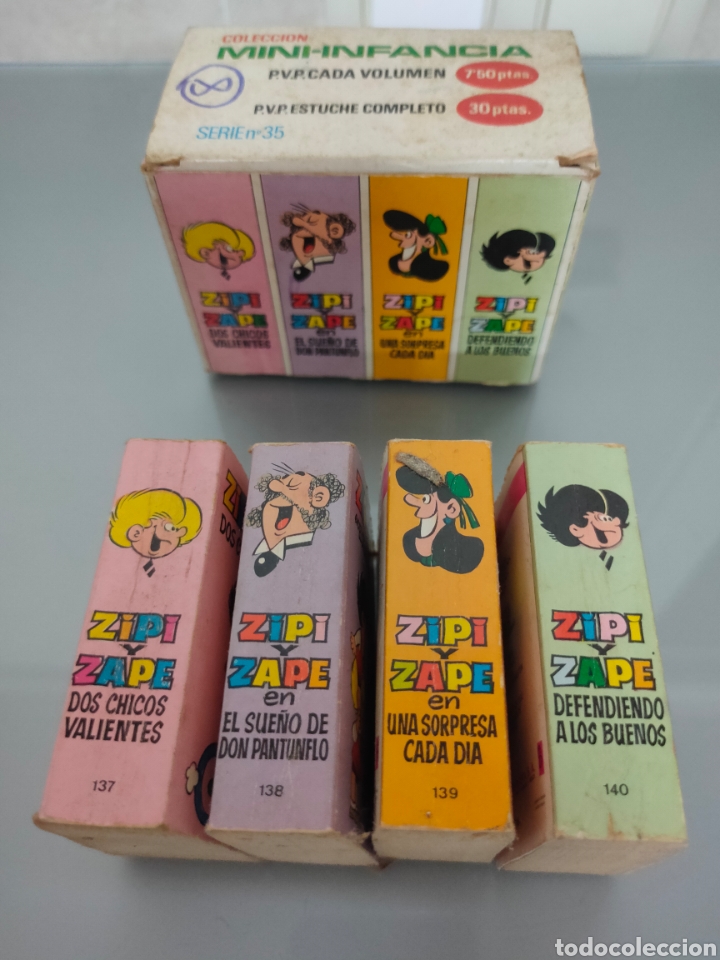 COLECCION
MINI-INFANCIA
P.V.P. CADA VOLUMEN 7'50 ptas.
P.V.P. ESTUCHE COMPLETO 30 ptas.
SERIE nº 35
ZIPI
Y
ZAPE
DOS CHICOS
VALIENTES
ZIPI
Y
ZAPE
en
EL SUEÑO DE
DON PANTUNFLO
ZIPI
Y
ZAPE
en
UNA SORPRESA
CADA DIA
ZIPI
Y
ZAPE
DEFENDIENDO
A LOS BUENOS
ZIPI
Y
ZAPE
DOS CHICOS
VALIENTES
137
ZIPI
Y
ZAPE
en
EL SUEÑO DE
DON PANTUNFLO
138
ZIPI
Y
ZAPE
en
UNA SORPRESA
CADA DIA
139
ZIPI
Y
ZAPE
DEFENDIENDO
A LOS BUENOS
140
todocoleccion